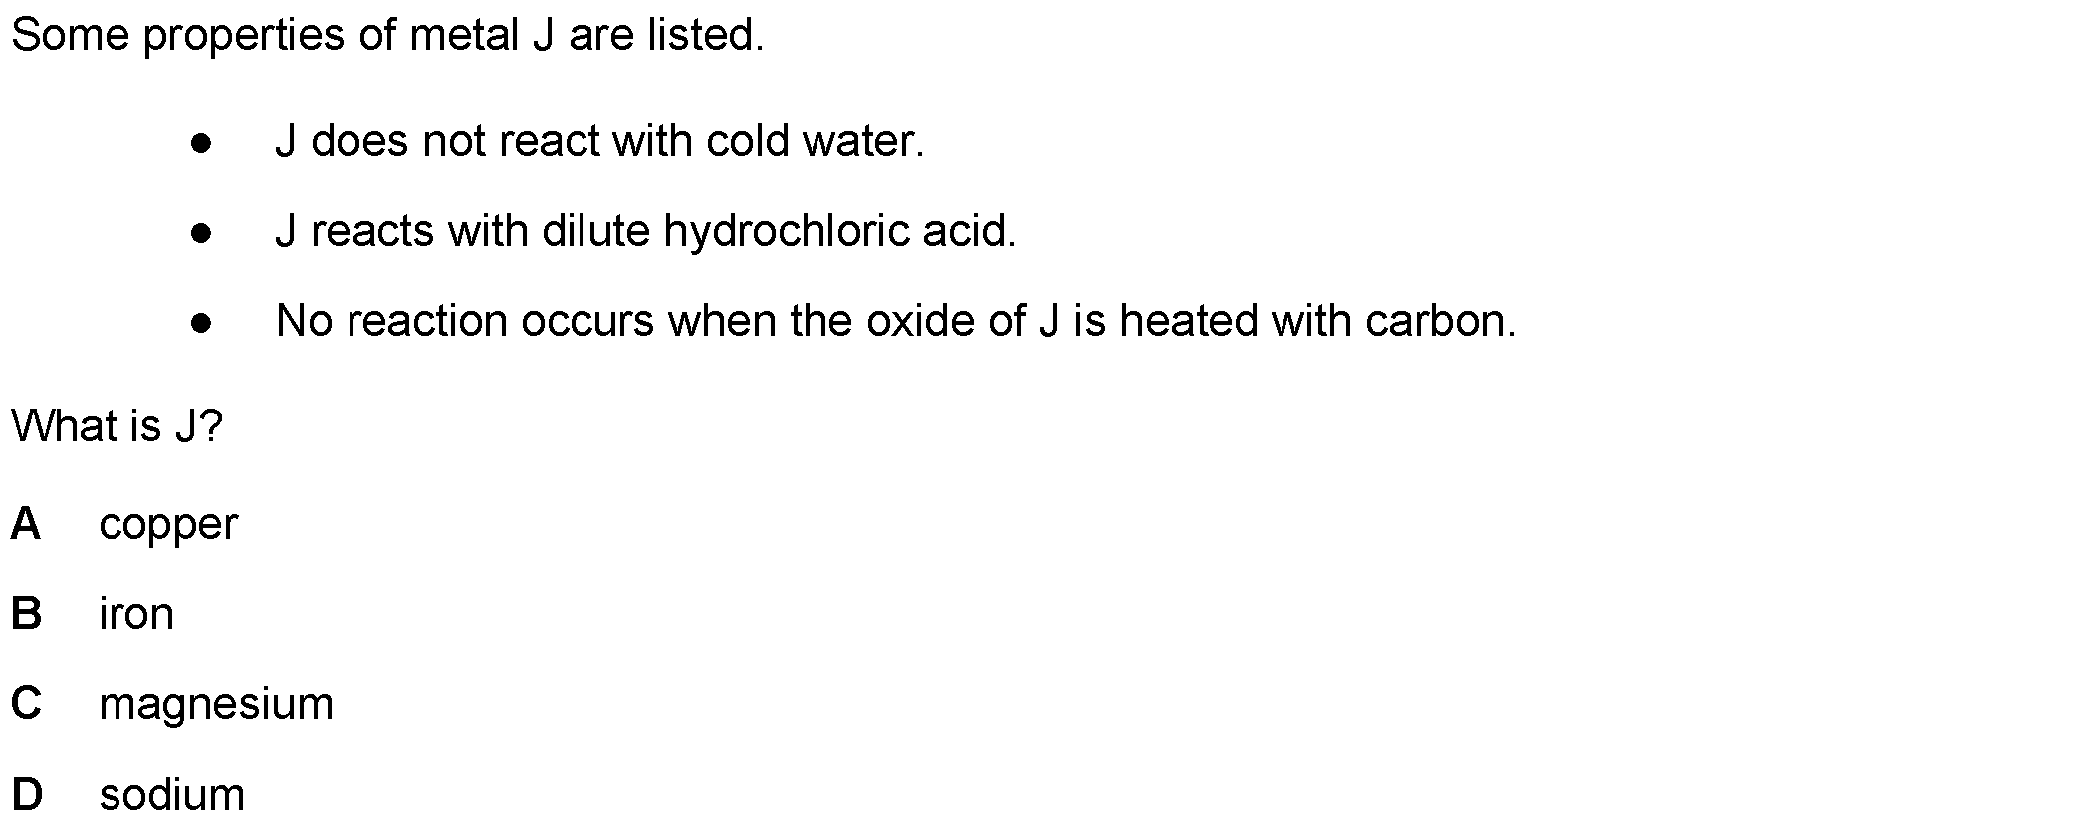 Some properties of metal J are listed.
● J does not react with cold water.
● J reacts with dilute hydrochloric acid.
● No reaction occurs when the oxide of J is heated with carbon.
What is J?
A copper
B iron
C magnesium
D sodium